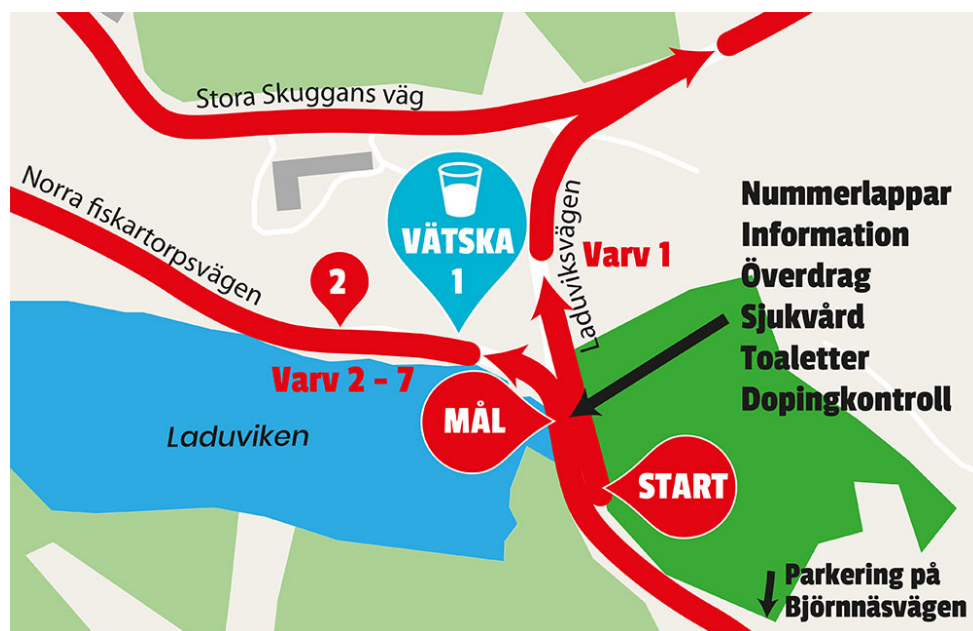 Stora Skuggans väg
Norra fiskartorpsvägen
2
VÄTSKA
1
Laduviksvägen
Varv 1
Nummerlappar
Information
Överdrag
Sjukvård
Toaletter
Dopingkontroll
Varv 2 – 7
MÅL
Laduviken
START
Parkering på
Björnnäsvägen